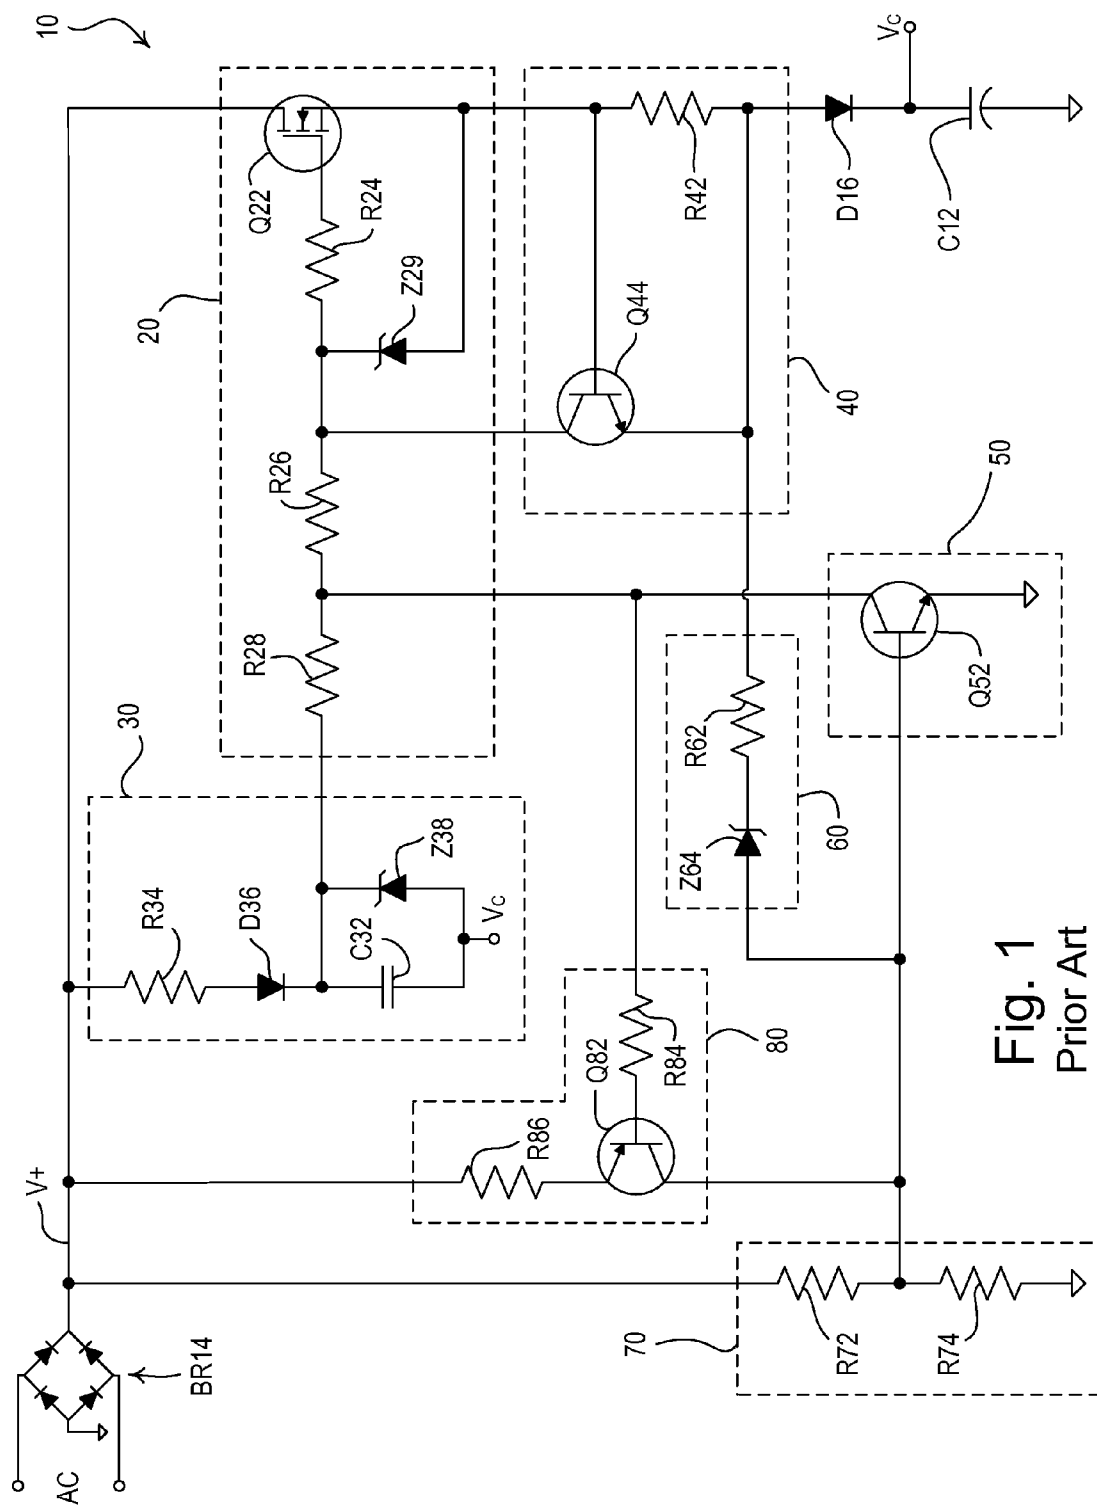 10
20
Q22
R24
Z29
R26
R28
30
R34
D36
C32
Z38
Vc
V+
AC
BR14
R86
Q82
R84
80
70
R72
R74
Z64
R62
60
50
Q52
40
Q44
R42
D16
C12
Vc
Fig. 1
Prior Art